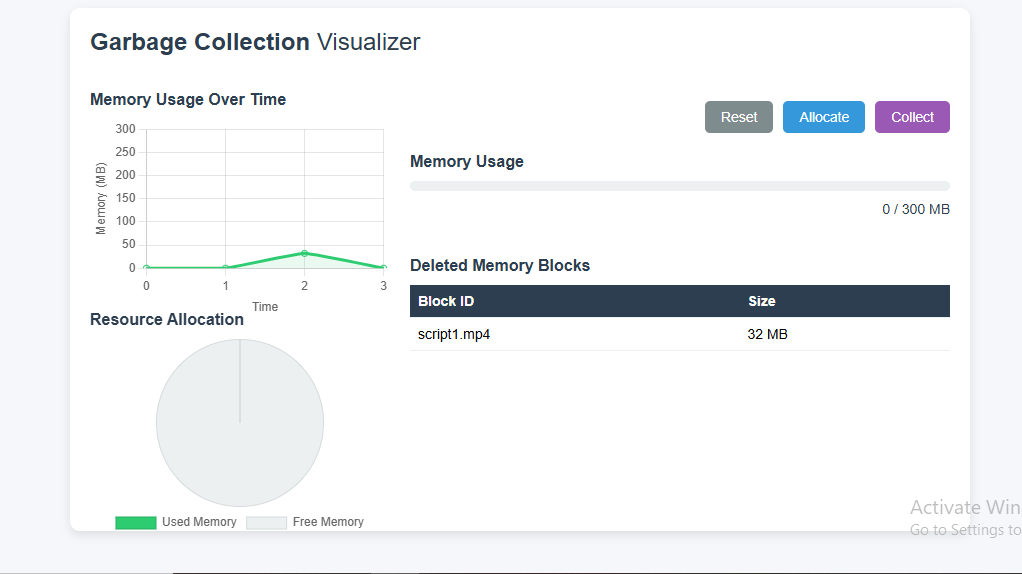 Garbage Collection Visualizer
Memory Usage Over Time
300
250
200
150
100
50
0
Memory (MB)
0 1 2 3
Time
Resource Allocation
Used Memory Free Memory
Reset Allocate Collect
Memory Usage
0 / 300 MB
Deleted Memory Blocks
Block ID Size
script1.mp4 32 MB
Activate Win
Go to Settings to